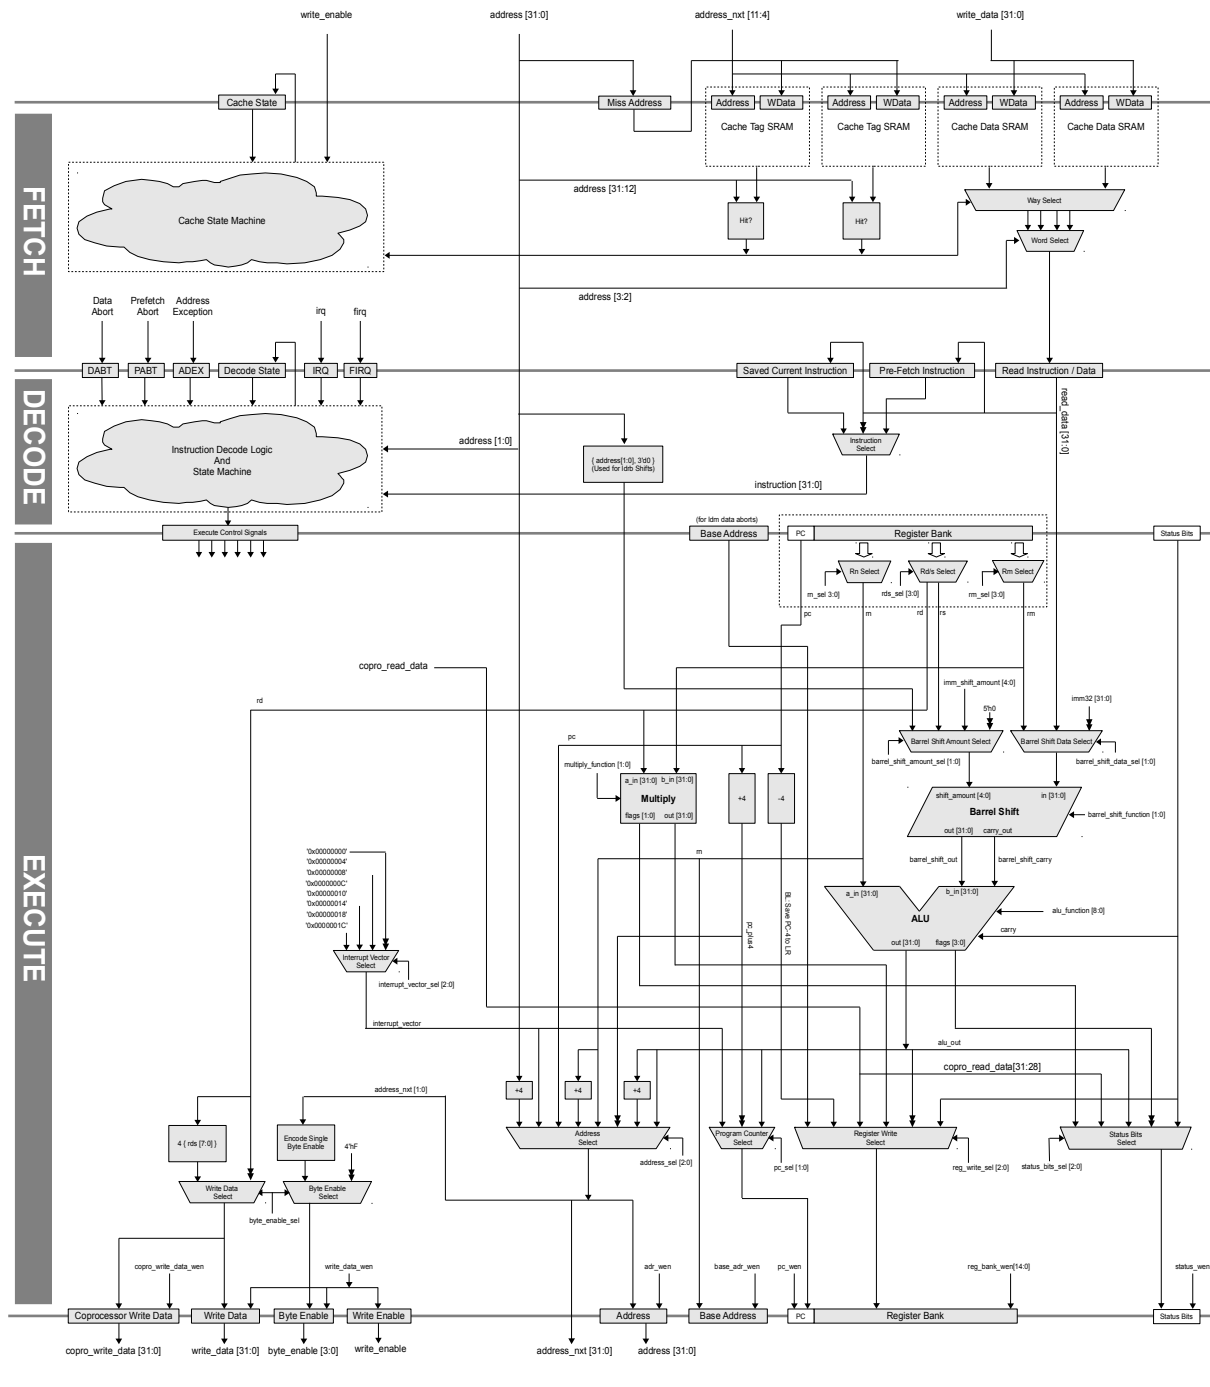 write_enable
address [31:0]
address_nxt [11:4]
write_data [31:0]
Cache State
Miss Address
Address
WData
Address
WData
Address
WData
Address
WData
Cache Tag SRAM
Cache Tag SRAM
Cache Data SRAM
Cache Data SRAM
FETCH
address [31:12]
Way Select
Cache State Machine
Hit?
Hit?
Word Select
address [3:2]
Data
Abort
Prefetch
Abort
Address
Exception
irq
firq
DABT
PABT
ADEX
Decode State
IRQ
FIRQ
Saved Current Instruction
Pre-Fetch Instruction
Read Instruction / Data
DECODE
read_data [31:0]
address [1:0]
Instruction Decode Logic
And
State Machine
{ address[1:0], 3'd0 }
(Used for ldrb Shifts)
Instruction
Select
instruction [31:0]
(for ldm data aborts)
Execute Control Signals
Base Address
PC
Register Bank
Status Bits
EXECUTE
Rn Select
Rd/s Select
Rm Select
rn_sel 3:0]
rds_sel [3:0]
rm_sel [3:0]
pc
rn
rd
rs
rm
copro_read_data
imm_shift_amount [4:0]
rd
5'h0
imm32 [31:0]
pc
Barrel Shift Amount Select
Barrel Shift Data Select
multiply_function [1:0]
barrel_shift_amount_sel [1:0]
barrel_shift_data_sel [1:0]
a_in [31:0]
b_in [31:0]
Multiply
flags [1:0]
out [31:0]
+4
-4
shift_amount [4:0]
in [31:0]
Barrel Shift
out [31:0]
carry_out
barrel_shift_function [1:0]
'0x00000000'
'0x00000004'
'0x00000008'
'0x0000000C'
'0x00000010'
'0x00000014'
'0x00000018'
'0x0000001C'
rn
barrel_shift_out
barrel_shift_carry
a_in [31:0]
b_in [31:0]
ALU
out [31:0]
flags [3:0]
alu_function [8:0]
carry
BL: Save PC-4 to LR
pc_plus4
Interrupt Vector
Select
interrupt_vector_sel [2:0]
interrupt_vector
alu_out
copro_read_data[31:28]
address_nxt [1:0]
+4
+4
+4
4 { rds [7:0] }
Encode Single
Byte Enable
4'hF
Address
Select
address_sel [2:0]
Program Counter
Select
pc_sel [1:0]
Register Write
Select
reg_write_sel [2:0]
Status Bits
Select
status_bits_sel [2:0]
Write Data
Select
Byte Enable
Select
byte_enable_sel
copro_write_data_wen
write_data_wen
adr_wen
base_adr_wen
pc_wen
reg_bank_wen[14:0]
status_wen
Coprocessor Write Data
Write Data
Byte Enable
Write Enable
Address
Base Address
PC
Register Bank
Status Bits
copro_write_data [31:0]
write_data [31:0]
byte_enable [3:0]
write_enable
address_nxt [31:0]
address [31:0]